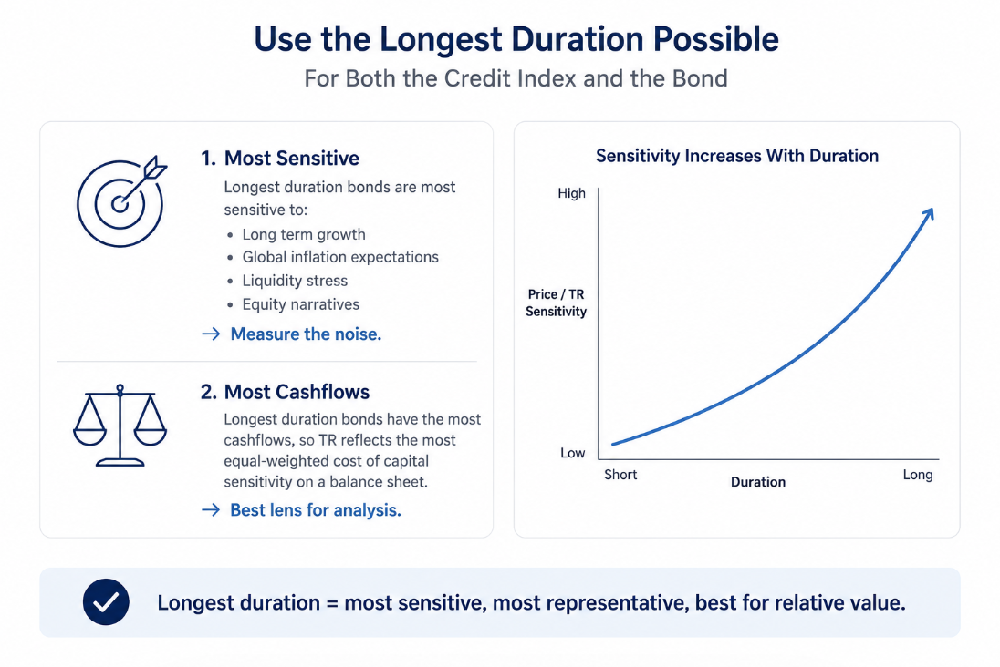 Use the Longest Duration Possible
For Both the Credit Index and the Bond
1. Most Sensitive
Longest duration bonds are most
sensitive to:
• Long term growth
• Global inflation expectations
• Liquidity stress
• Equity narratives
→ Measure the noise.
2. Most Cashflows
Longest duration bonds have the most
cashflows, so TR reflects the most
equal-weighted cost of capital
sensitivity on a balance sheet.
→ Best lens for analysis.
Sensitivity Increases With Duration
High
Price / TR
Sensitivity
Low
Short
Duration
Long
Longest duration = most sensitive, most representative, best for relative value.